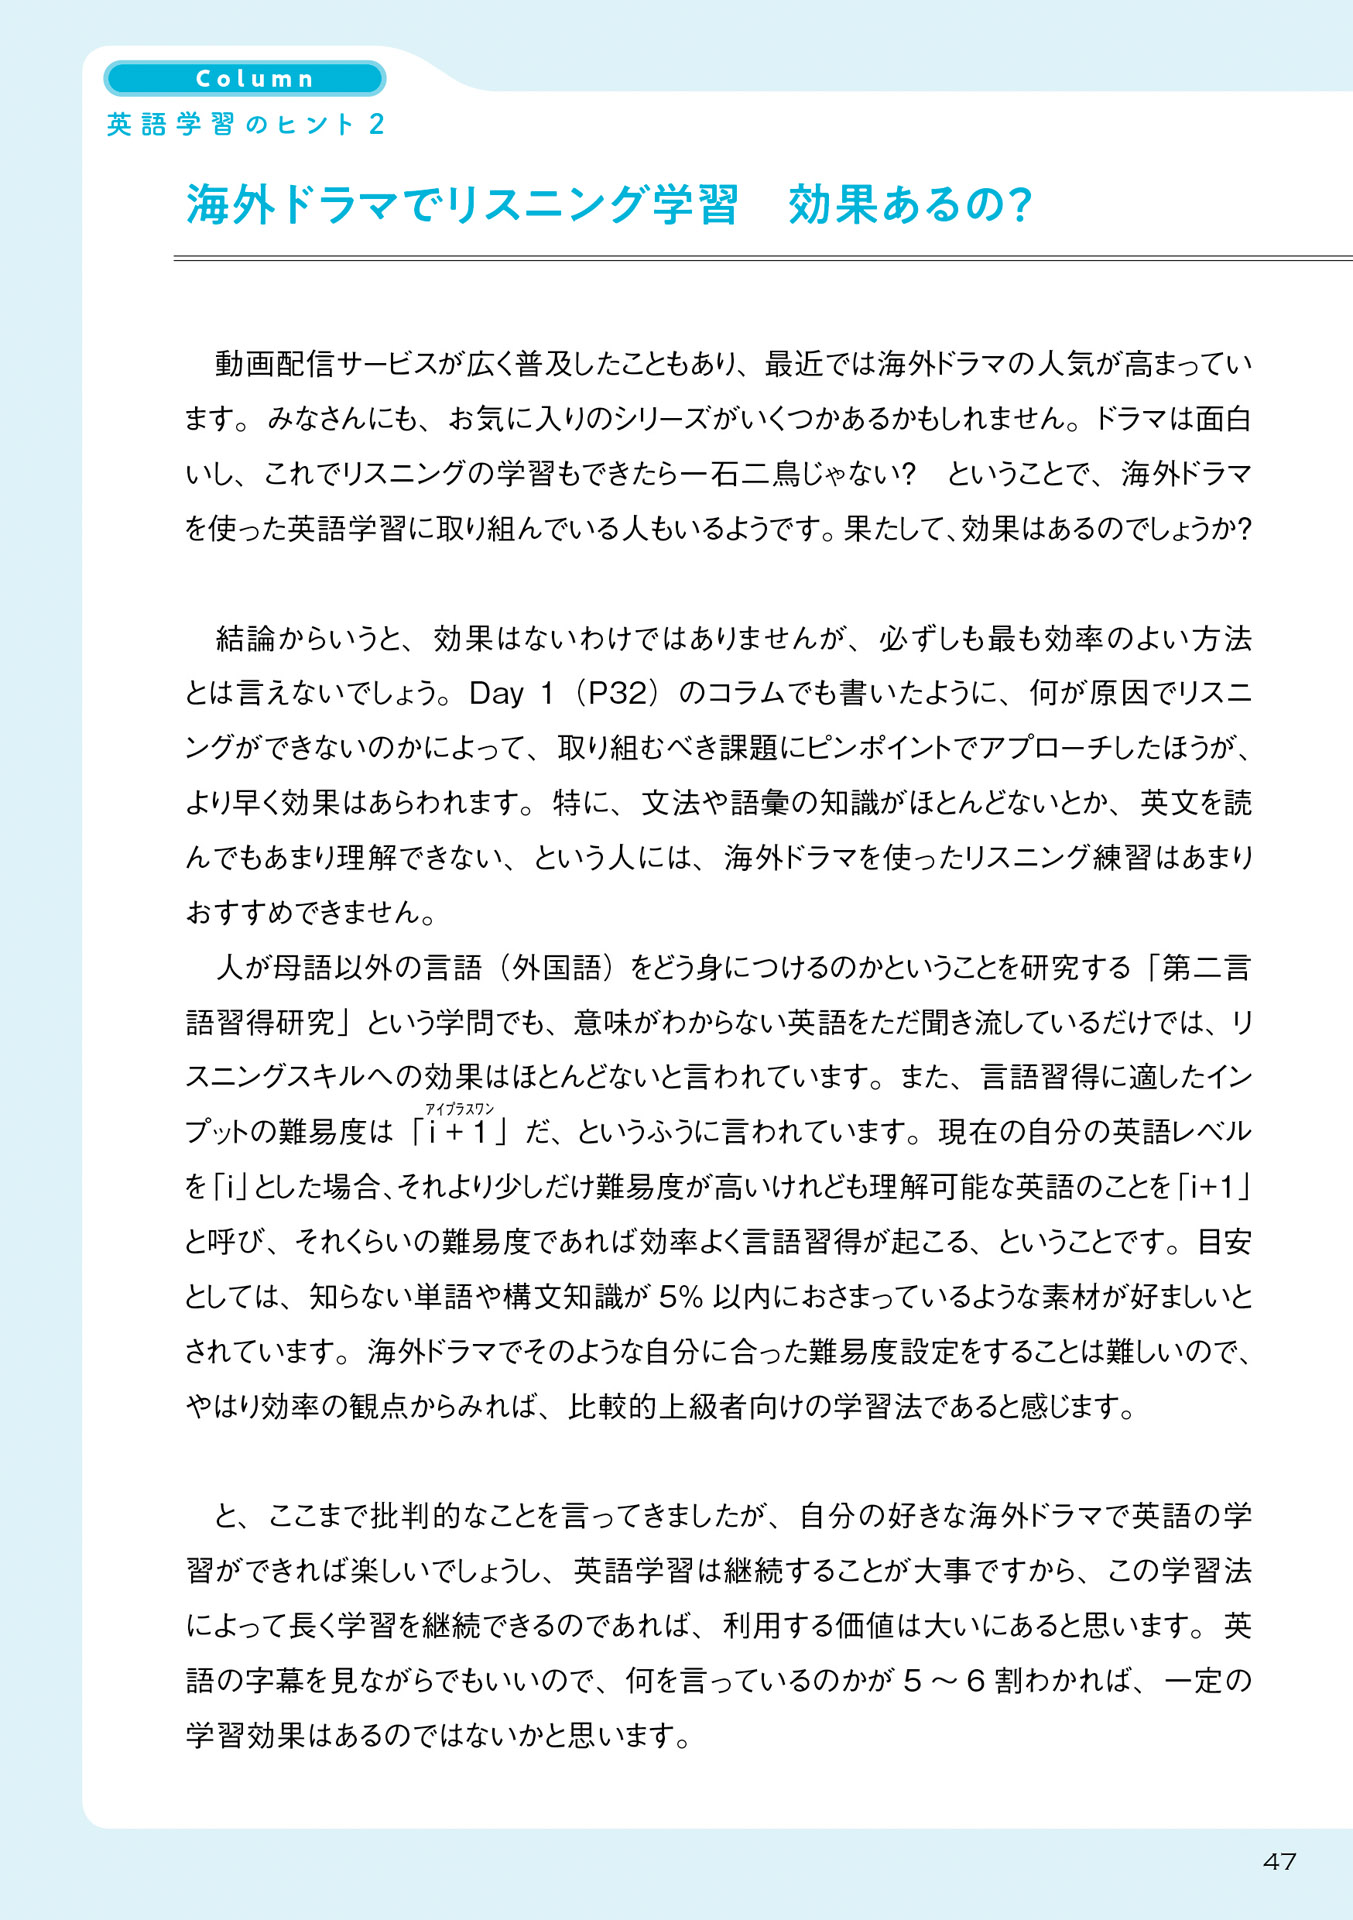 Column
英語学習のヒント 2
海外ドラマでリスニング学習　効果あるの？
動画配信サービスが広く普及したこともあり、最近では海外ドラマの人気が高まってい
ます。みなさんにも、お気に入りのシリーズがいくつかあるかもしれません。ドラマは面白
いし、これでリスニングの学習もできたら一石二鳥じゃない？　ということで、海外ドラマ
を使った英語学習に取り組んでいる人もいるようです。果たして、効果はあるのでしょうか？
結論からいうと、効果はないわけではありませんが、必ずしも最も効率のよい方法
とは言えないでしょう。Day 1（P32）のコラムでも書いたように、何が原因でリスニ
ングができないのかによって、取り組むべき課題にピンポイントでアプローチしたほうが、
より早く効果はあらわれます。特に、文法や語彙の知識がほとんどないとか、英文を読
んでもあまり理解できない、という人には、海外ドラマを使ったリスニング練習はあまり
おすすめできません。
人が母語以外の言語（外国語）をどう身につけるのかということを研究する「第二言
語習得研究」という学問でも、意味がわからない英語をただ聞き流しているだけでは、リ
スニングスキルへの効果はほとんどないと言われています。また、言語習得に適したイン
アイプラスワン
プットの難易度は「i + 1」だ、というふうに言われています。現在の自分の英語レベル
を「i」とした場合、それより少しだけ難易度が高いけれども理解可能な英語のことを「i+1」
と呼び、それくらいの難易度であれば効率よく言語習得が起こる、ということです。目安
としては、知らない単語や構文知識が 5% 以内におさまっているような素材が好ましいと
されています。海外ドラマでそのような自分に合った難易度設定をすることは難しいので、
やはり効率の観点からみれば、比較的上級者向けの学習法であると感じます。
と、ここまで批判的なことを言ってきましたが、自分の好きな海外ドラマで英語の学
習ができれば楽しいでしょうし、英語学習は継続することが大事ですから、この学習法
によって長く学習を継続できるのであれば、利用する価値は大いにあると思います。英
語の字幕を見ながらでもいいので、何を言っているのかが 5 ～ 6 割わかれば、一定の
学習効果はあるのではないかと思います。
47